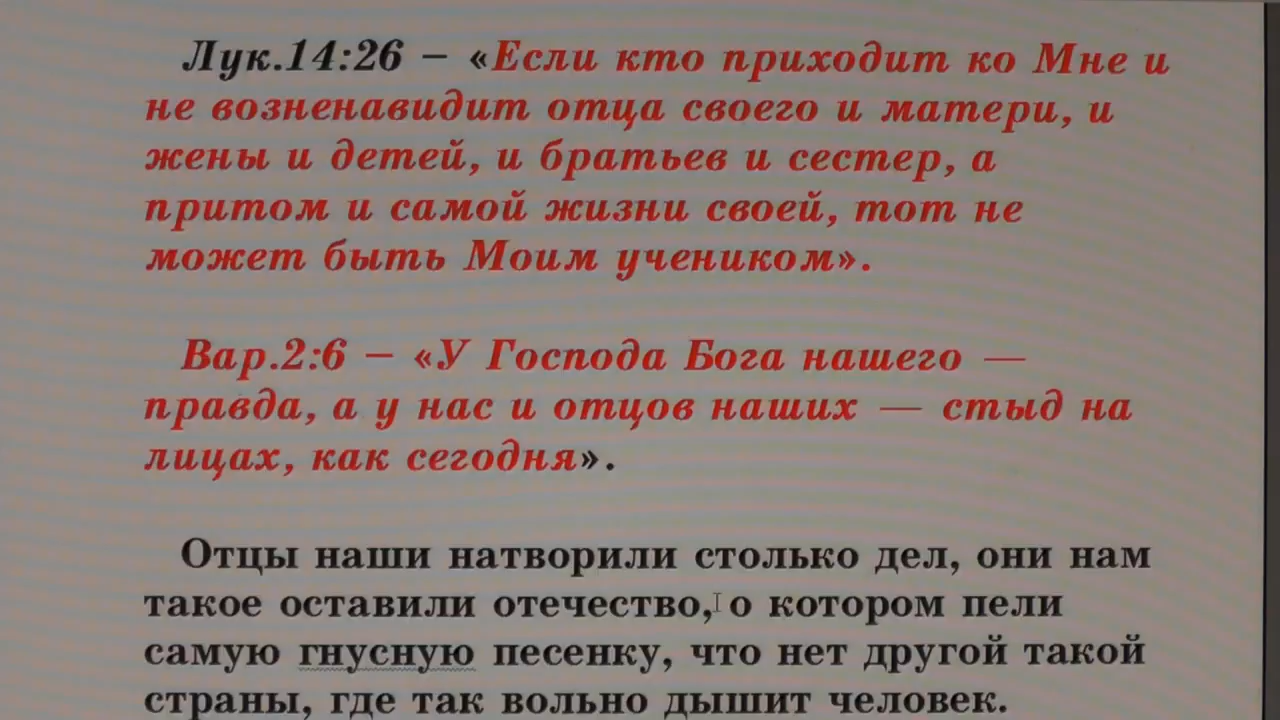 Лук.14:26 – «Если кто приходит ко Мне и
не возненавидит отца своего и матери, и
жены и детей, и братьев и сестер, а
притом и самой жизни своей, тот не
может быть Моим учеником».
Вар.2:6 – «У Господа Бога нашего —
правда, а у нас и отцов наших — стыд на
лицах, как сегодня».
Отцы наши натворили столько дел, они нам
такое оставили отечество, о котором пели
самую гнусную песенку, что нет другой такой
страны, где так вольно дышит человек.